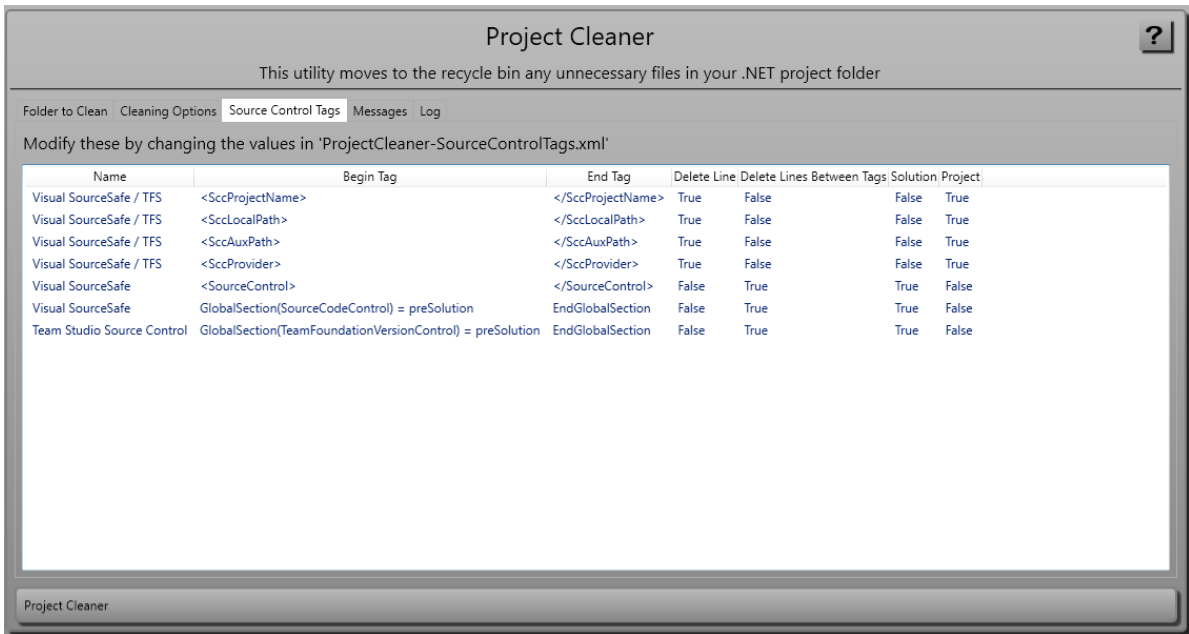 Project Cleaner
?
This utility moves to the recycle bin any unnecessary files in your .NET project folder
Folder to Clean Cleaning Options Source Control Tags Messages Log
Modify these by changing the values in 'ProjectCleaner-SourceControlTags.xml'
Name Begin Tag End Tag Delete Line Delete Lines Between Tags Solution Project
Visual SourceSafe / TFS <SccProjectName> </SccProjectName> True False False True
Visual SourceSafe / TFS <SccLocalPath> </SccLocalPath> True False False True
Visual SourceSafe / TFS <SccAuxPath> </SccAuxPath> True False False True
Visual SourceSafe / TFS <SccProvider> </SccProvider> True False False True
Visual SourceSafe <SourceControl> </SourceControl> False True True False
Visual SourceSafe GlobalSection(SourceCodeControl) = preSolution EndGlobalSection False True True False
Team Studio Source Control GlobalSection(TeamFoundationVersionControl) = preSolution EndGlobalSection False True True False
Project Cleaner